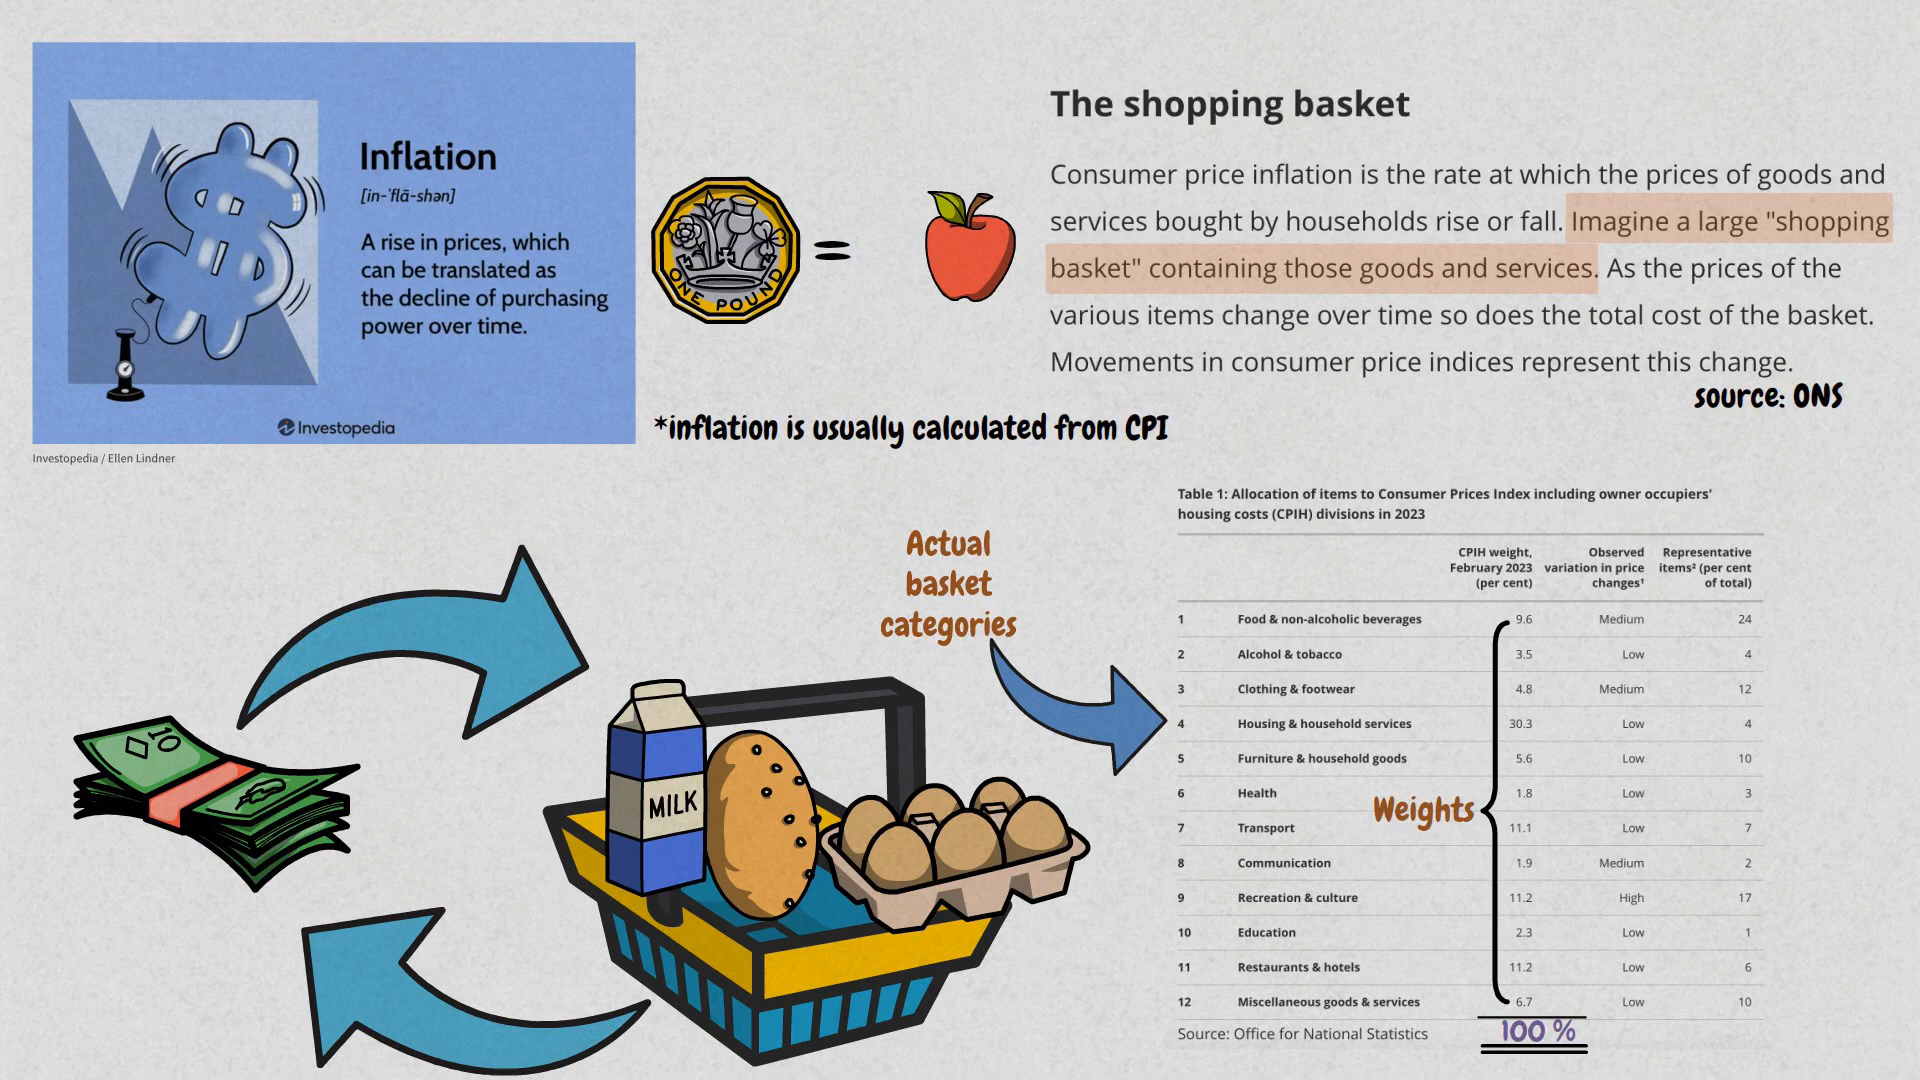 Inflation
[in-ˈflā-shən]
A rise in prices, which
can be translated as
the decline of purchasing
power over time.
Investopedia
Investopedia / Ellen Lindner
ONE POUND
=
The shopping basket
Consumer price inflation is the rate at which the prices of goods and
services bought by households rise or fall. Imagine a large "shopping
basket" containing those goods and services. As the prices of the
various items change over time so does the total cost of the basket.
Movements in consumer price indices represent this change.
source: ONS
*inflation is usually calculated from CPI
10
MILK
Actual
basket
categories
Table 1: Allocation of items to Consumer Prices Index including owner occupiers'
housing costs (CPIH) divisions in 2023
CPIH weight, February 2023 (per cent) Observed variation in price changes¹ Representative items² (per cent of total)
1 Food & non-alcoholic beverages 9.6 Medium 24
2 Alcohol & tobacco 3.5 Low 4
3 Clothing & footwear 4.8 Medium 12
4 Housing & household services 30.3 Low 4
5 Furniture & household goods 5.6 Low 10
6 Health 1.8 Low 3
Weights
7 Transport 11.1 Low 7
8 Communication 1.9 Medium 2
9 Recreation & culture 11.2 High 17
10 Education 2.3 Low 1
11 Restaurants & hotels 11.2 Low 6
12 Miscellaneous goods & services 6.7 Low 10
Source: Office for National Statistics
100 %